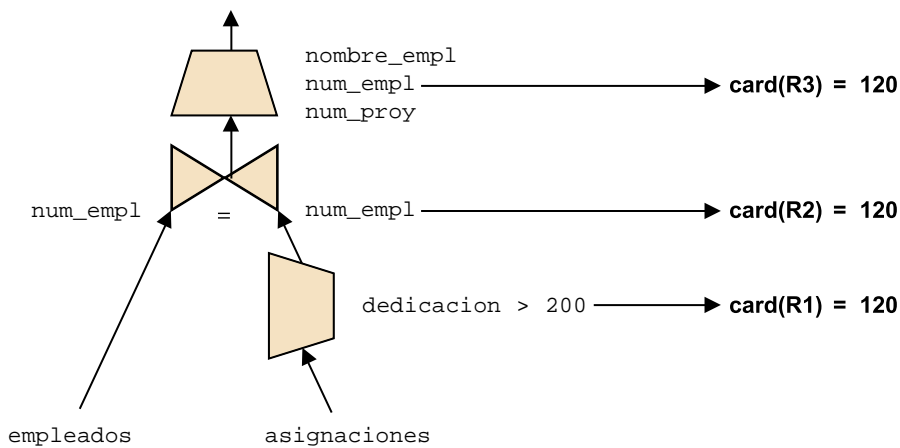 nombre_empl
num_empl
card(R3) = 120
num_proy
num_empl
=
num_empl
card(R2) = 120
dedicacion > 200
card(R1) = 120
empleados
asignaciones